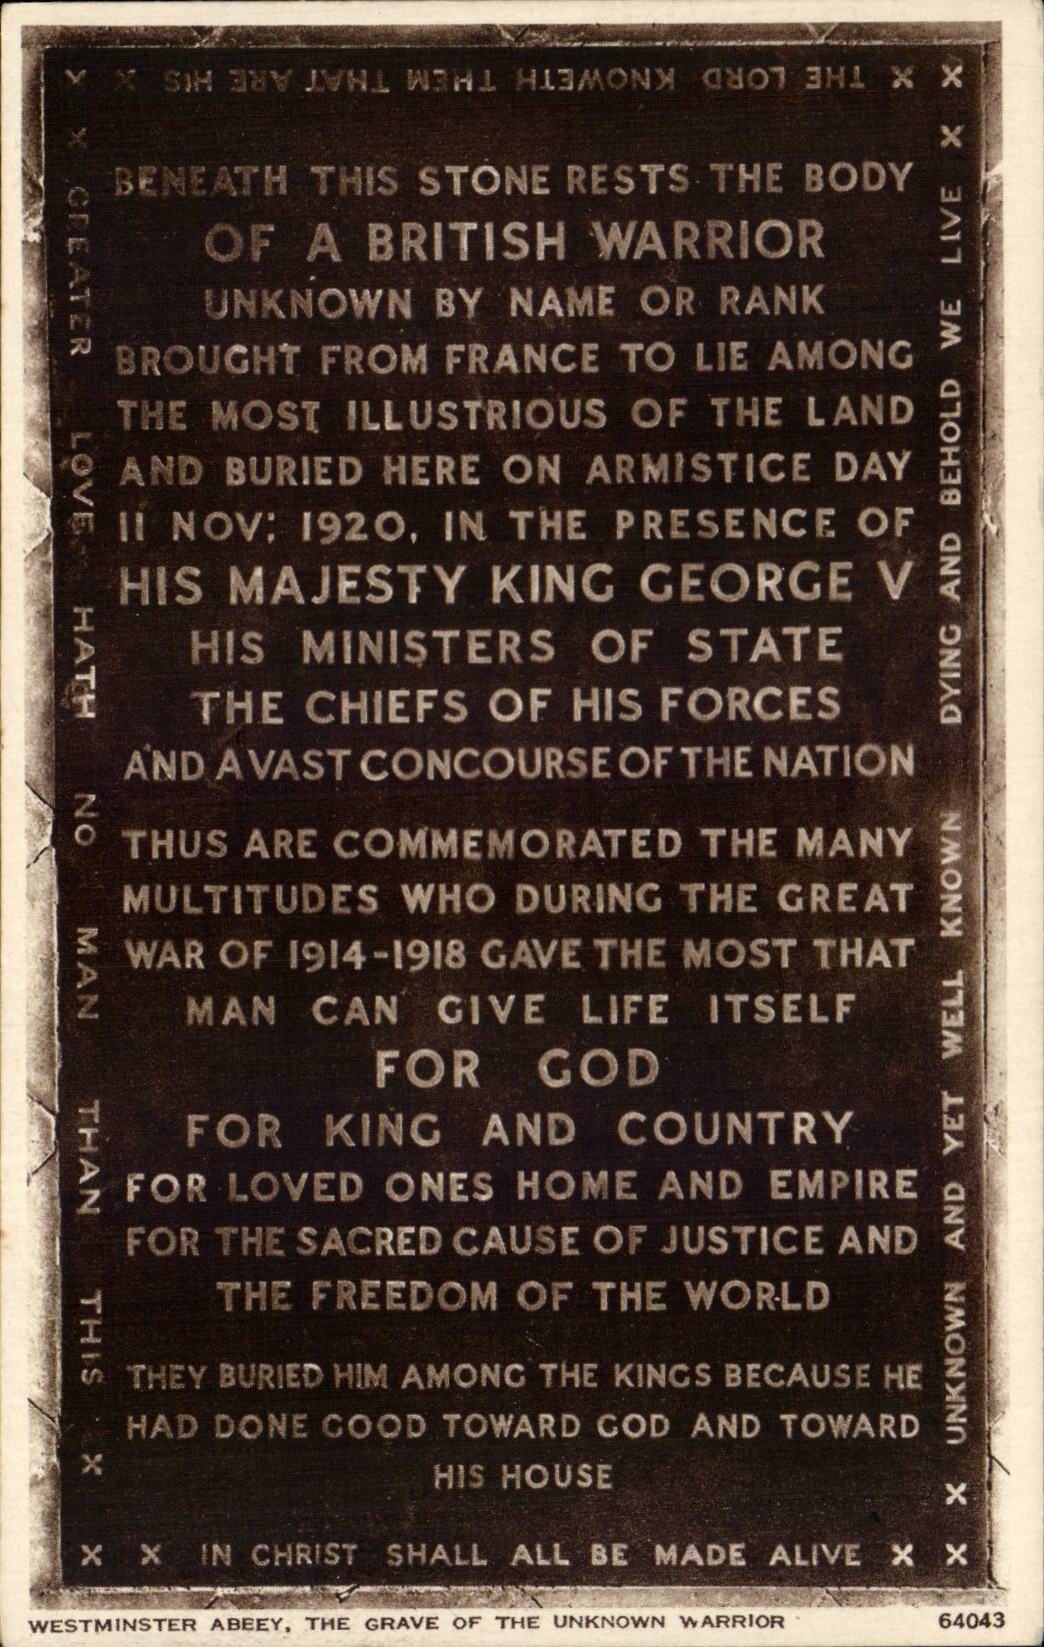 THE LORD KNOWETH THEM THAT ARE HIS
BENEATH THIS STONE RESTS THE BODY
OF A BRITISH WARRIOR
UNKNOWN BY NAME OR RANK
BROUGHT FROM FRANCE TO LIE AMONG
THE MOST ILLUSTRIOUS OF THE LAND
AND BURIED HERE ON ARMISTICE DAY
11 NOV: 1920, IN THE PRESENCE OF
HIS MAJESTY KING GEORGE V
HIS MINISTERS OF STATE
THE CHIEFS OF HIS FORCES
AND A VAST CONCOURSE OF THE NATION
THUS ARE COMMEMORATED THE MANY
MULTITUDES WHO DURING THE GREAT
WAR OF 1914-1918 GAVE THE MOST THAT
MAN CAN GIVE LIFE ITSELF
FOR GOD
FOR KING AND COUNTRY
FOR LOVED ONES HOME AND EMPIRE
FOR THE SACRED CAUSE OF JUSTICE AND
THE FREEDOM OF THE WORLD
THEY BURIED HIM AMONG THE KINGS BECAUSE HE
HAD DONE GOOD TOWARD GOD AND TOWARD
HIS HOUSE
GREATER LOVE HATH NO MAN THAN THIS
UNKNOWN AND YET WELL KNOWN DYING AND BEHOLD WE LIVE
IN CHRIST SHALL ALL BE MADE ALIVE
WESTMINSTER ABBEY, THE GRAVE OF THE UNKNOWN WARRIOR 64043